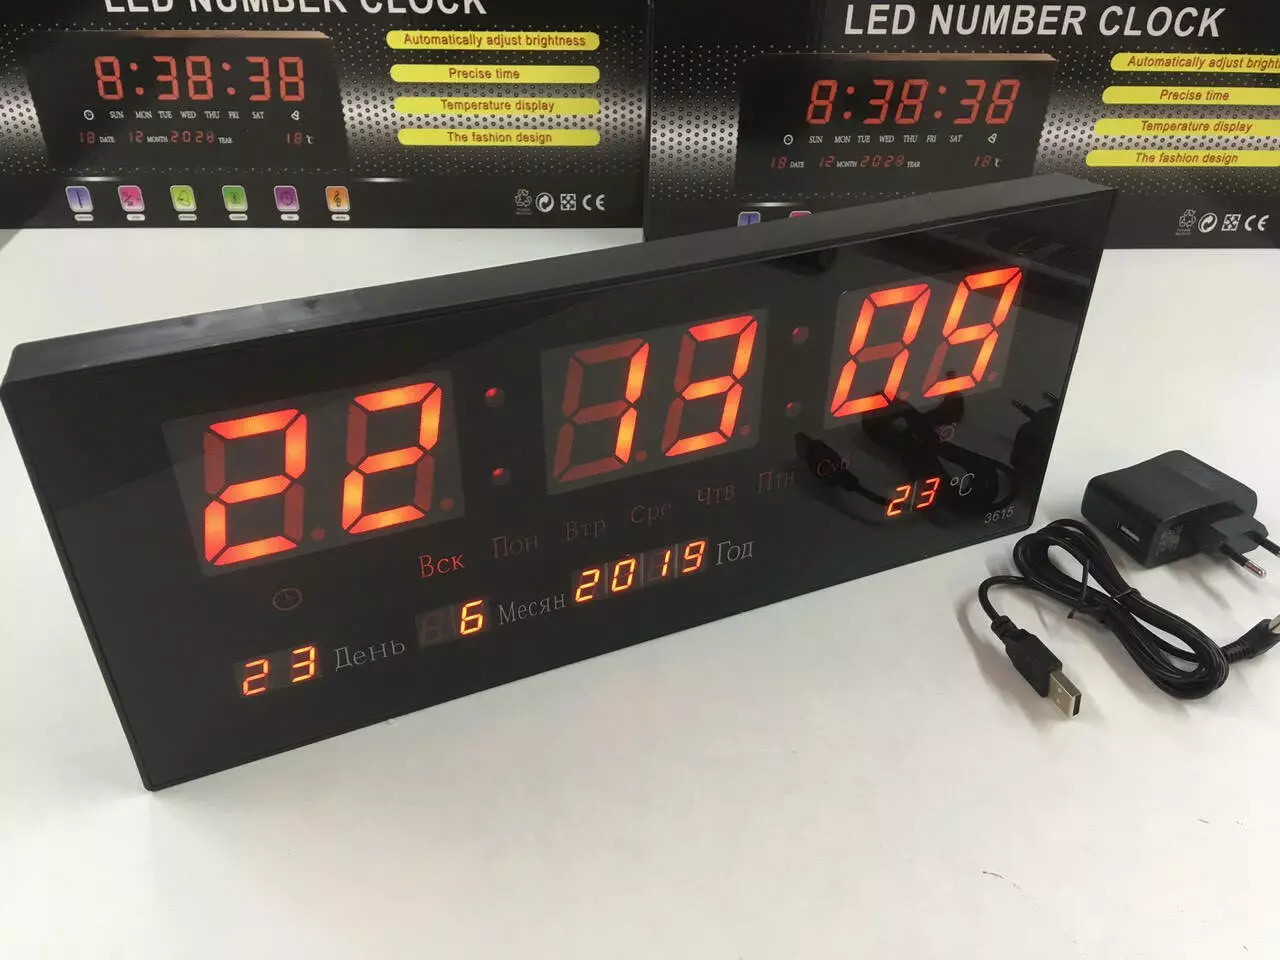 LED NUMBER CLOCK
Automatically adjust brightness
Precise time
Temperature display
The fashion design
8:38:38
SUN MON TUE WED THU FRI SAT
18 DATE 12 MONTH 2028 YEAR 18 °C
CE
LED NUMBER CLOCK
Automatically adjust bright
Precise time
Temperature display
The fashion design
8:38:38
SUN MON TUE WED THU FRI SAT
18 DATE 12 MONTH 2028 YEAR 18 °C
CE
22:13:09
Вск Пон Втр Сре Чтв Птн Суб
23 °C
3615
23 День 6 Месян 2019 Год